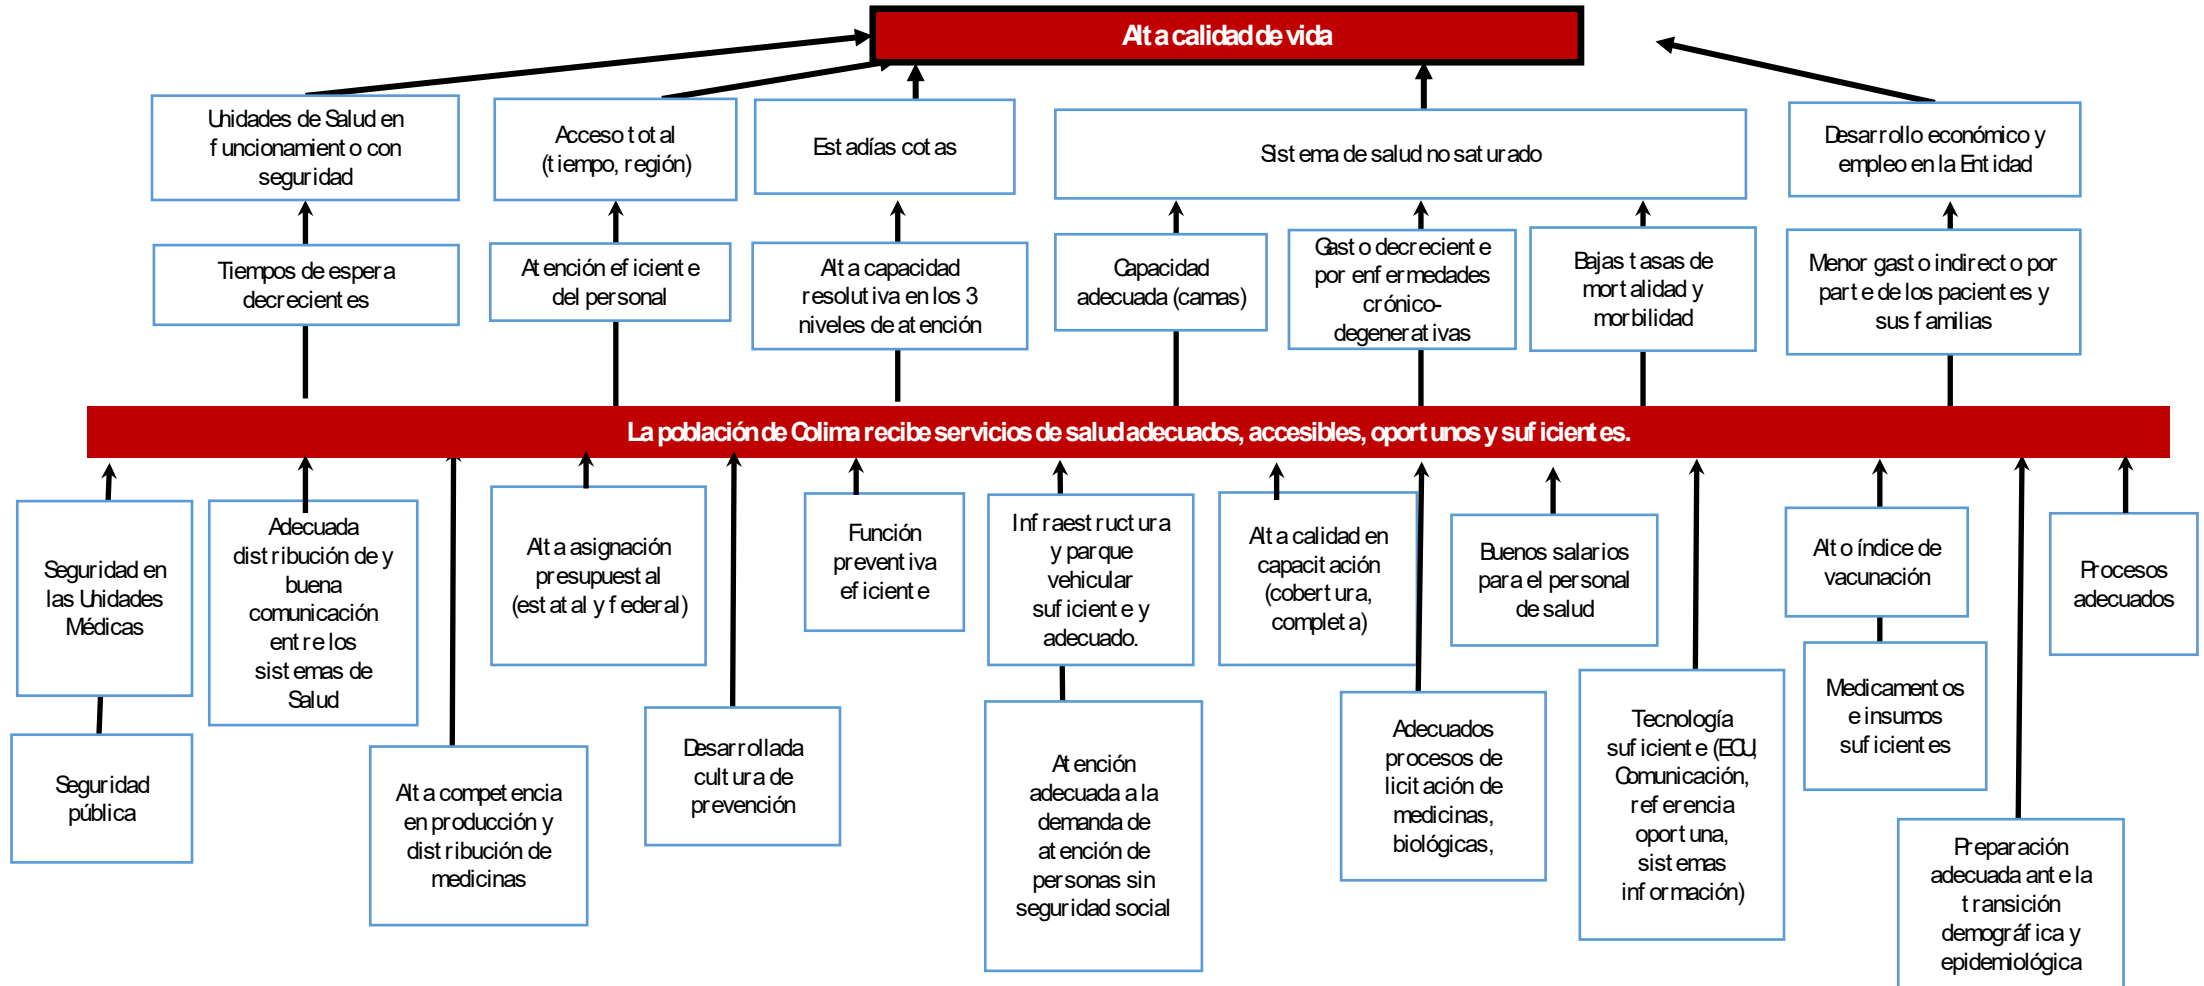 Alta calidad de vida
Unidades de Salud en
funcionamiento con
seguridad
Acceso total
(tiempo, región)
Estadías cotas
Sistema de salud no saturado
Desarrollo económico y
empleo en la Entidad
Tiempos de espera
decrecientes
Atención eficiente
del personal
Alta capacidad
resolutiva en los 3
niveles de atención
Capacidad
adecuada (camas)
Gasto decreciente
por enfermedades
crónico-
degenerativas
Bajas tasas de
mortalidad y
morbilidad
Menor gasto indirecto por
parte de los pacientes y
sus familias
La población de Colima recibe servicios de salud adecuados, accesibles, oportunos y suficientes.
Seguridad en
las Unidades
Médicas
Adecuada
distribución de y
buena
comunicación
entre los
sistemas de
Salud
Alta asignación
presupuestal
(estatal y federal)
Función
preventiva
eficiente
Infraestructura
y parque
vehicular
suficiente y
adecuado.
Alta calidad en
capacitación
(cobertura,
completa)
Buenos salarios
para el personal
de salud
Alto índice de
vacunación
Procesos
adecuados
Seguridad
pública
Alta competencia
en producción y
distribución de
medicinas
Desarrollada
cultura de
prevención
Atención
adecuada a la
demanda de
atención de
personas sin
seguridad social
Adecuados
procesos de
licitación de
medicinas,
biológicas,
Tecnología
suficiente (ECU,
Comunicación,
referencia
oportuna,
sistemas
información)
Medicamentos
e insumos
suficientes
Preparación
adecuada ante la
transición
demográfica y
epidemiológica